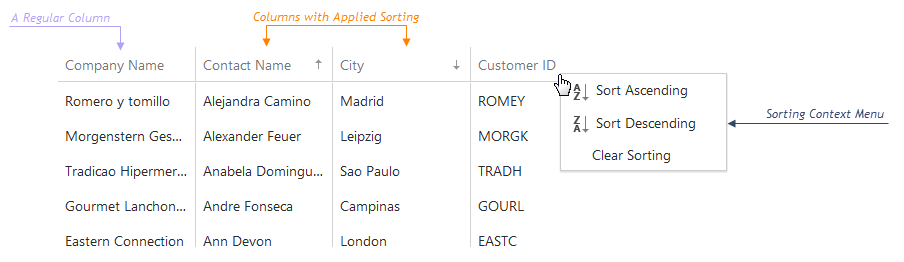 A Regular Column
Columns with Applied Sorting
Company Name Contact Name City Customer ID
Sort Ascending
Romero y tomillo Alejandra Camino Madrid ROMEY
Sort Descending
Sorting Context Menu
Morgenstern Ges... Alexander Feuer Leipzig MORGK
Clear Sorting
Tradicao Hipermer... Anabela Domingu... Sao Paulo TRADH
Gourmet Lanchon... Andre Fonseca Campinas GOURL
Eastern Connection Ann Devon London EASTC